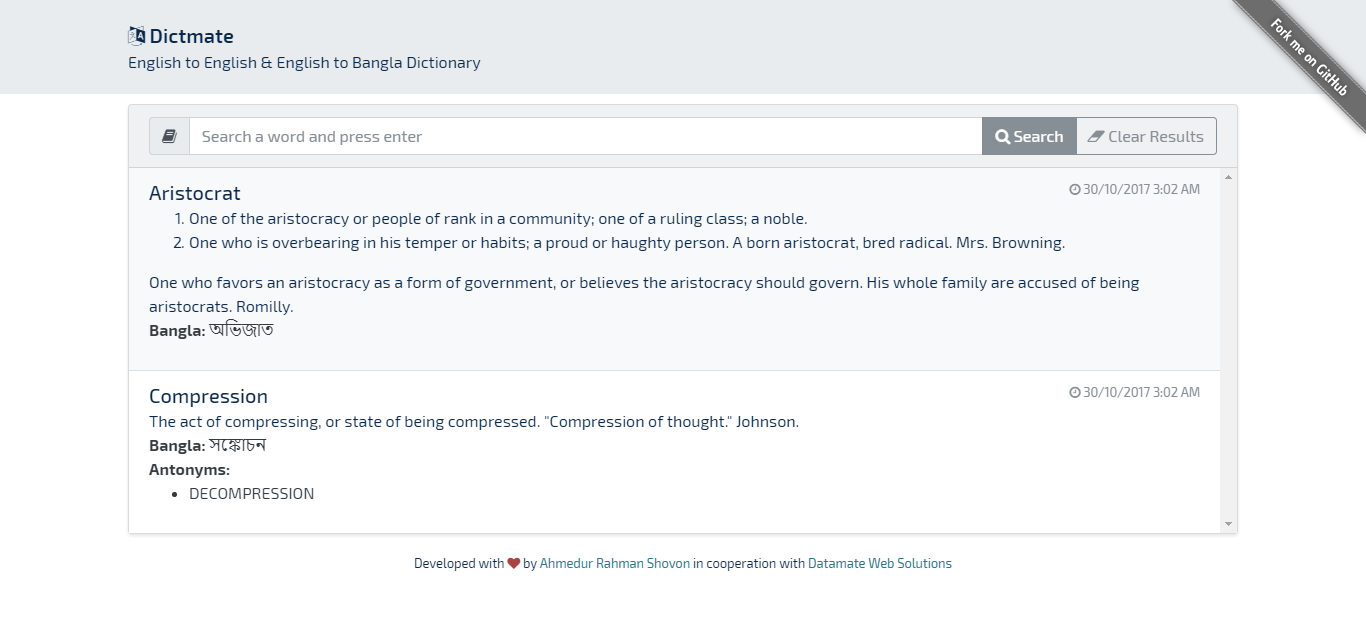 Dictmate
English to English & English to Bangla Dictionary
Fork me on GitHub
Search a word and press enter
Search
Clear Results
Aristocrat
30/10/2017 3:02 AM
1. One of the aristocracy or people of rank in a community; one of a ruling class; a noble.
2. One who is overbearing in his temper or habits; a proud or haughty person. A born aristocrat, bred radical. Mrs. Browning.
One who favors an aristocracy as a form of government, or believes the aristocracy should govern. His whole family are accused of being
aristocrats. Romilly.
Bangla: অভিজাত
Compression
30/10/2017 3:02 AM
The act of compressing, or state of being compressed. "Compression of thought." Johnson.
Bangla: সঙ্কোচন
Antonyms:
• DECOMPRESSION
Developed with ❤ by Ahmedur Rahman Shovon in cooperation with Datamate Web Solutions